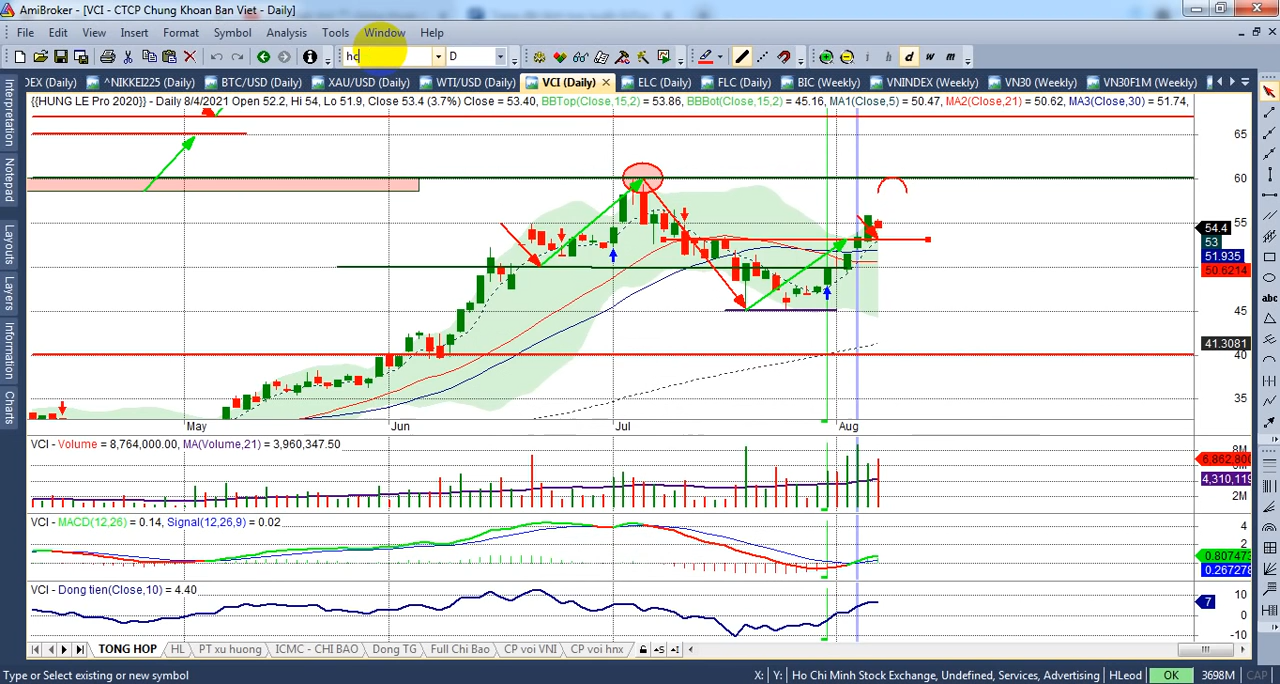 AmiBroker - [VCI - CTCP Chung Khoan Ban Viet - Daily]
File Edit View Insert Format Symbol Analysis Tools Window Help
hc D i h d w m
DEX (Daily) ^NIKKEI225 (Daily) BTC/USD (Daily) XAU/USD (Daily) WTI/USD (Daily) VCI (Daily) ELC (Daily) FLC (Daily) BIC (Weekly) VNINDEX (Weekly) VN30 (Weekly) VN30F1M (Weekly)
{{HUNG LE Pro 2020}} - Daily 8/4/2021 Open 52.2, Hi 54, Lo 51.9, Close 53.4 (3.7%) Close = 53.40, BBTop(Close,15,2) = 53.86, BBBot(Close,15,2) = 45.16, MA1(Close,5) = 50.47, MA2(Close,21) = 50.62, MA3(Close,30) = 51.74,
Interpretation
Notepad
Layouts
Layers
Information
Charts
65
60
55
54.4
53
51.935
50.6214
45
41.3081
40
35
abc
May Jun Jul Aug
VCI - Volume = 8,764,000.00, MA(Volume,21) = 3,960,347.50
8M
6,862,800
4,310,119
2M
VCI - MACD(12,26) = 0.14, Signal(12,26,9) = 0.02
4
2
0.807473
0.267278
VCI - Dong tien(Close,10) = 4.40
10
7
0
-10
TONG HOP HL PT xu huong ICMC - CHI BAO Dong TG Full Chi Bao CP voi VNI CP voi hnx
Type or Select existing or new symbol X: Y: Ho Chi Minh Stock Exchange, Undefined, Services, Advertising HLeod OK 3698M CAP